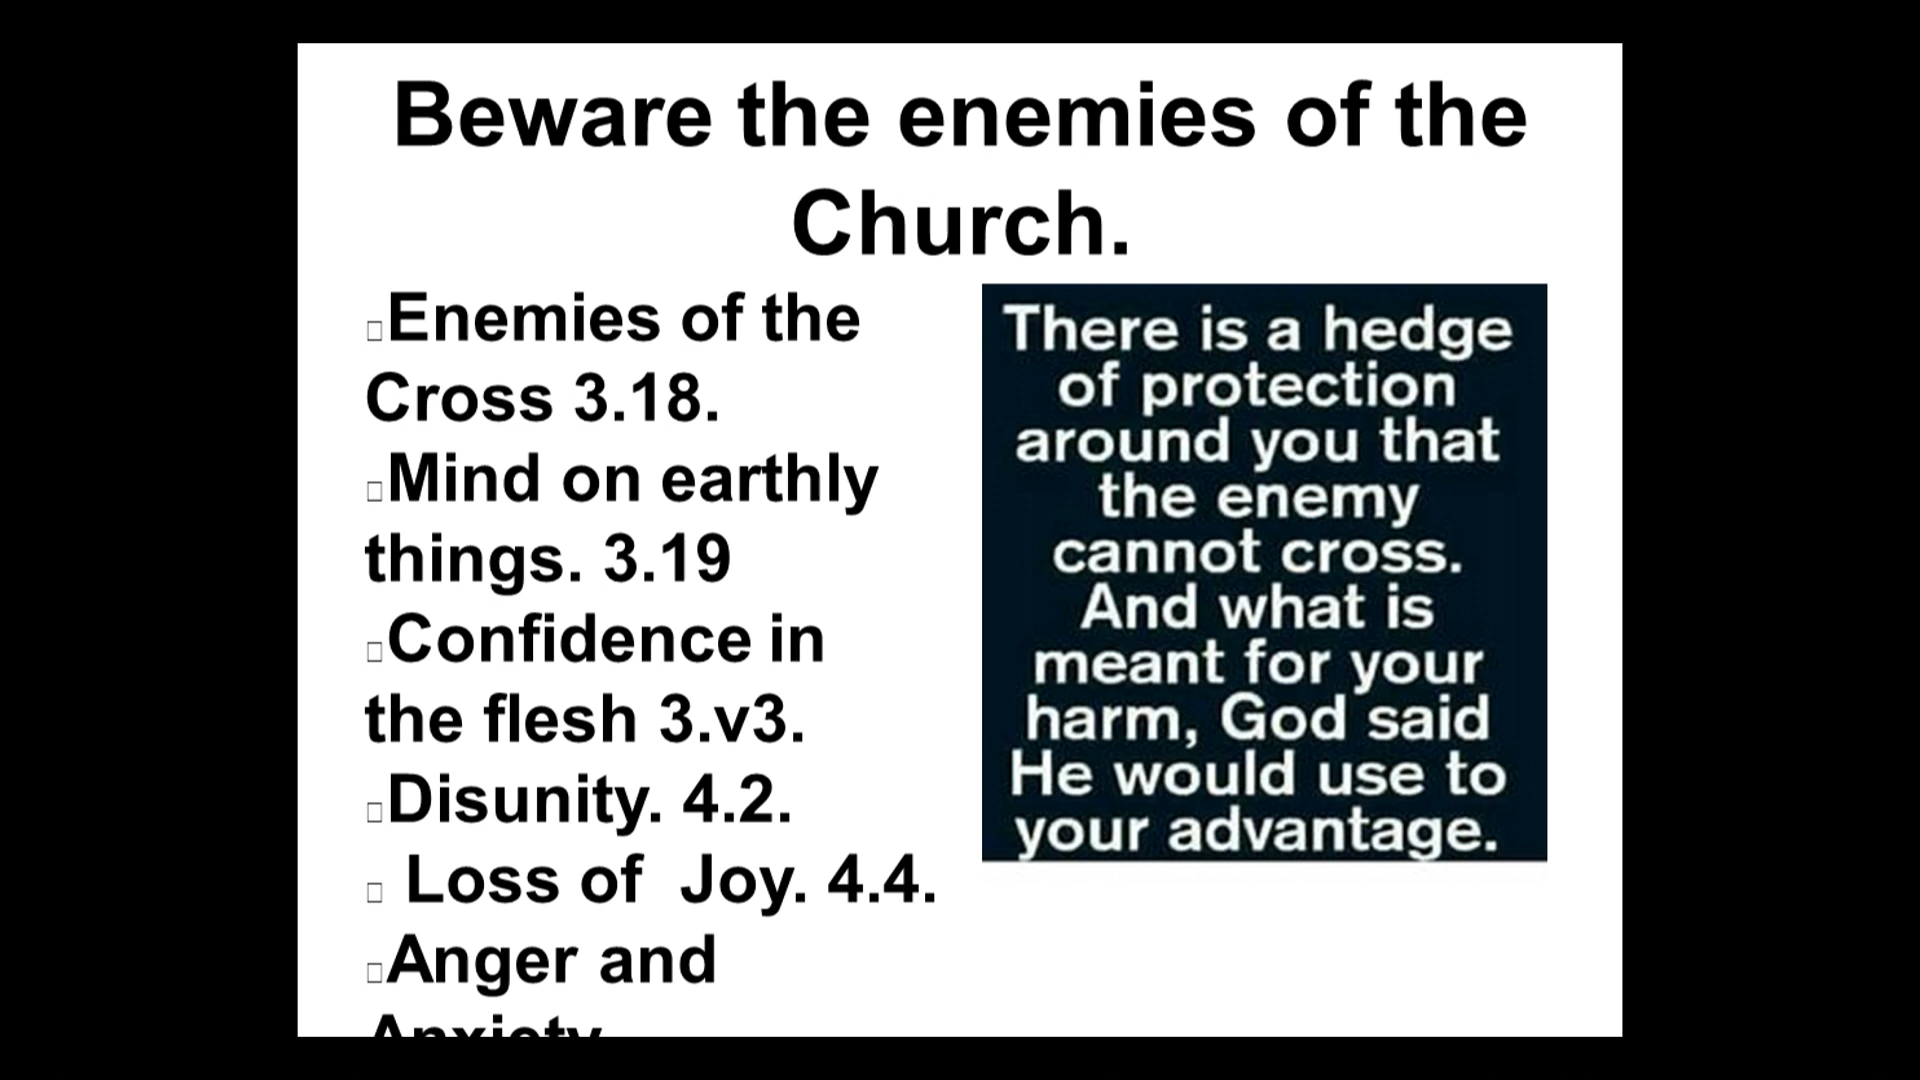 Beware the enemies of the
Church.
Enemies of the
Cross 3.18.
Mind on earthly
things. 3.19
Confidence in
the flesh 3.v3.
Disunity. 4.2.
Loss of  Joy. 4.4.
Anger and
Anxiety
There is a hedge
of protection
around you that
the enemy
cannot cross.
And what is
meant for your
harm, God said
He would use to
your advantage.